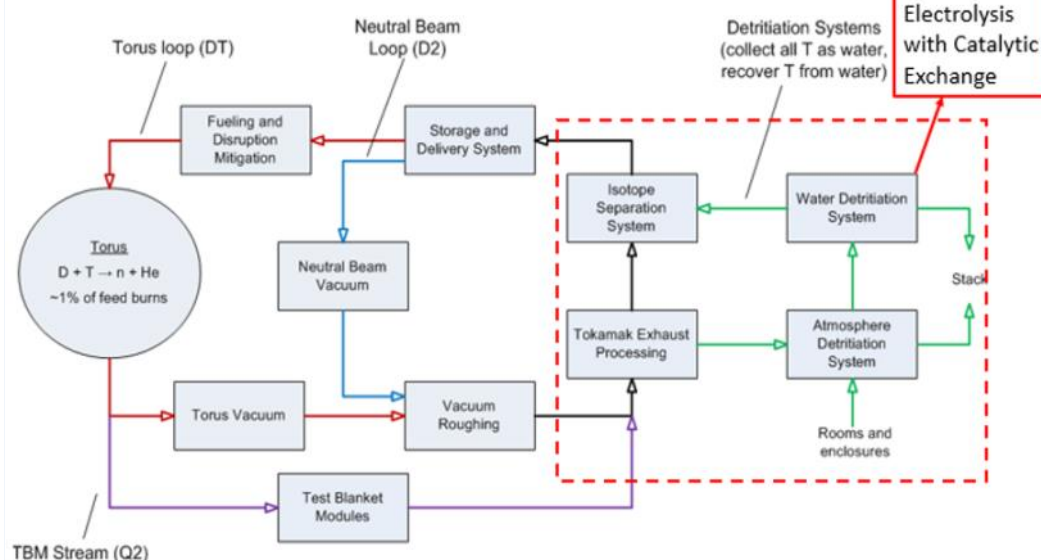 Torus loop (DT)
Neutral Beam
Loop (D2)
Detritiation Systems
(collect all T as water,
recover T from water)
Electrolysis
with Catalytic
Exchange
Fueling and
Disruption
Mitigation
Storage and
Delivery System
Isotope
Separation
System
Water Detritiation
System
Torus
D + T → n + He
~1% of feed burns
Neutral Beam
Vacuum
Stack
Tokamak Exhaust
Processing
Atmosphere
Detritiation
System
Torus Vacuum
Vacuum
Roughing
Rooms and
enclosures
Test Blanket
Modules
TBM Stream (Q2)